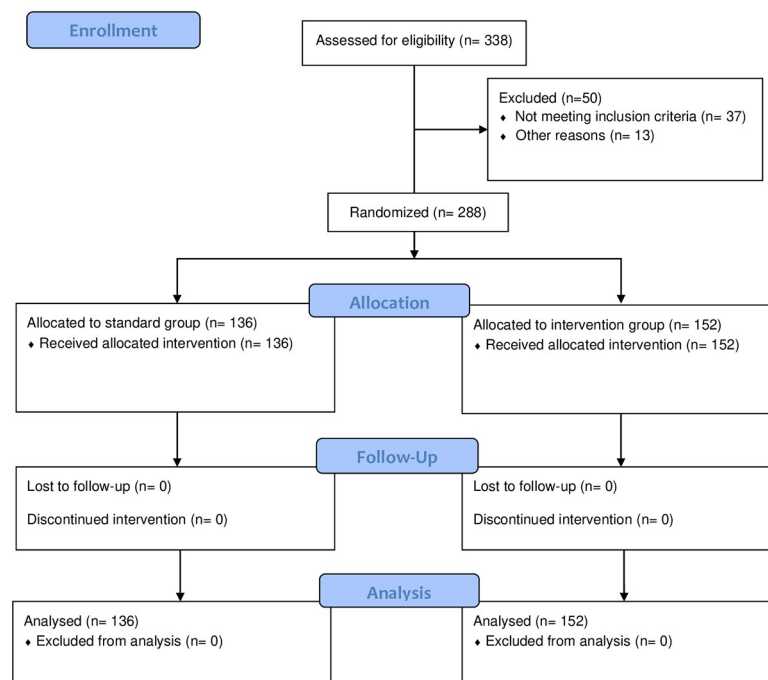 Enrollment
Assessed for eligibility (n= 338)
Excluded (n=50)
♦ Not meeting inclusion criteria (n= 37)
♦ Other reasons (n= 13)
Randomized (n= 288)
Allocation
Allocated to standard group (n= 136)
♦ Received allocated intervention (n= 136)
Allocated to intervention group (n= 152)
♦ Received allocated intervention (n= 152)
Follow-Up
Lost to follow-up (n= 0)
Discontinued intervention (n= 0)
Lost to follow-up (n= 0)
Discontinued intervention (n= 0)
Analysis
Analysed (n= 136)
♦ Excluded from analysis (n= 0)
Analysed (n= 152)
♦ Excluded from analysis (n= 0)